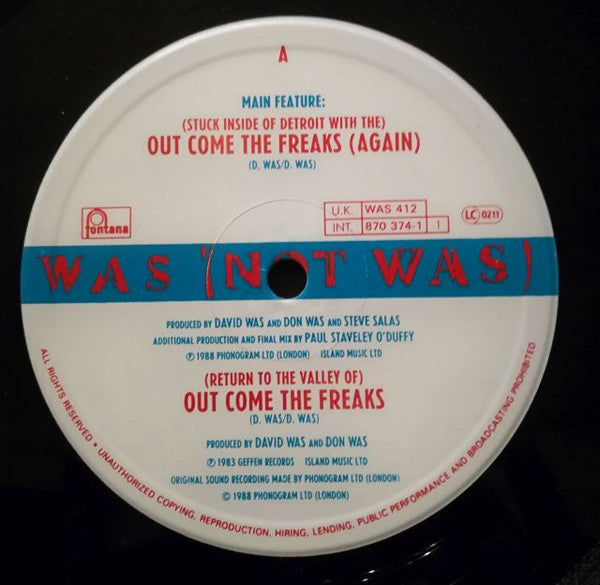 A
MAIN FEATURE:
(STUCK INSIDE OF DETROIT WITH THE)
OUT COME THE FREAKS (AGAIN)
(D. WAS/D. WAS)
fontana
U.K. WAS 412
INT. 870 374-1 1
LC 0211
WAS (NOT WAS)
PRODUCED BY DAVID WAS AND DON WAS AND STEVE SALAS
ADDITIONAL PRODUCTION AND FINAL MIX BY PAUL STAVELEY O'DUFFY
℗ 1988 PHONOGRAM LTD (LONDON) ISLAND MUSIC LTD
(RETURN TO THE VALLEY OF)
OUT COME THE FREAKS
(D. WAS/D. WAS)
PRODUCED BY DAVID WAS AND DON WAS
℗ 1983 GEFFEN RECORDS ISLAND MUSIC LTD
ORIGINAL SOUND RECORDING MADE BY PHONOGRAM LTD (LONDON)
© 1988 PHONOGRAM LTD (LONDON)
ALL RIGHTS RESERVED • UNAUTHORIZED COPYING, REPRODUCTION, HIRING, LENDING, PUBLIC PERFORMANCE AND BROADCASTING PROHIBITED